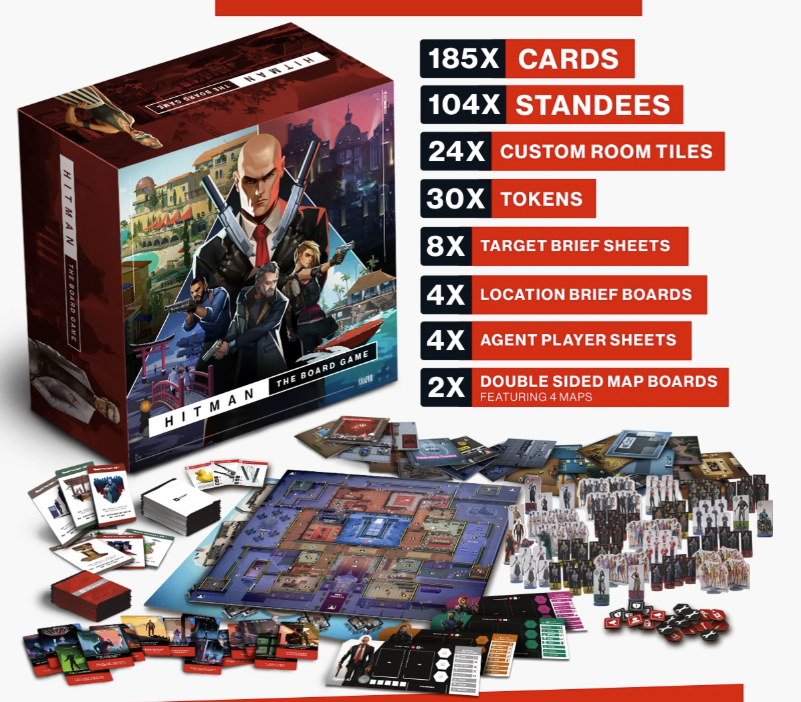 HITMAN
THE BOARD GAME
HITMAN
THE BOARD GAME
HITMAN
THE BOARD GAME
185X CARDS
104X STANDEES
24X CUSTOM ROOM TILES
30X TOKENS
8X TARGET BRIEF SHEETS
4X LOCATION BRIEF BOARDS
4X AGENT PLAYER SHEETS
2X DOUBLE SIDED MAP BOARDS
FEATURING 4 MAPS